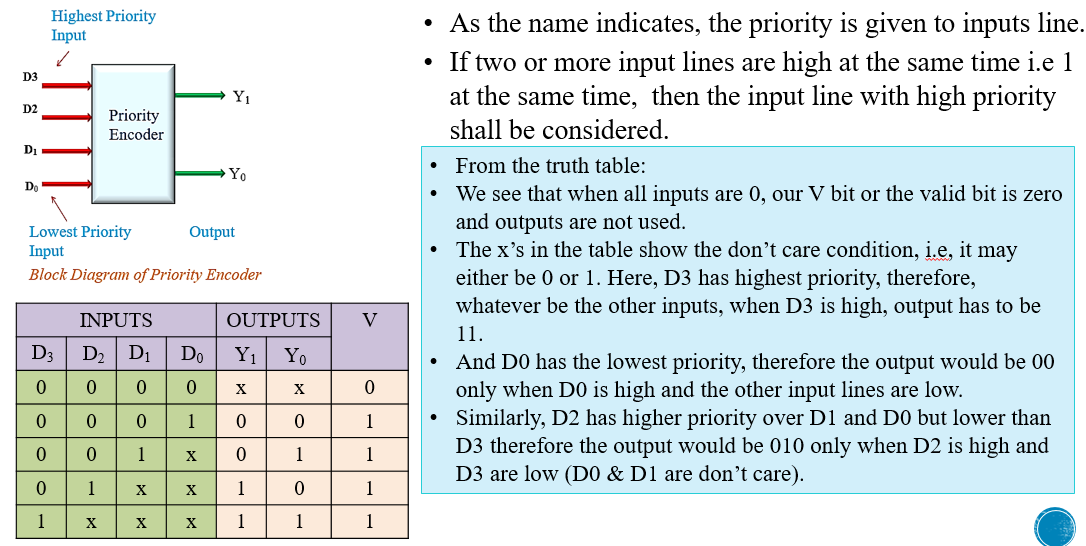 Highest Priority
Input
D3
D2
D1
D0
Priority
Encoder
Y1
Y0
Lowest Priority
Input
Output
Block Diagram of Priority Encoder
INPUTS OUTPUTS V
D3 D2 D1 D0 Y1 Y0
0 0 0 0 x x 0
0 0 0 1 0 0 1
0 0 1 x 0 1 1
0 1 x x 1 0 1
1 x x x 1 1 1
• As the name indicates, the priority is given to inputs line.
• If two or more input lines are high at the same time i.e 1
at the same time, then the input line with high priority
shall be considered.
• From the truth table:
• We see that when all inputs are 0, our V bit or the valid bit is zero
and outputs are not used.
• The x’s in the table show the don’t care condition, i.e, it may
either be 0 or 1. Here, D3 has highest priority, therefore,
whatever be the other inputs, when D3 is high, output has to be
11.
• And D0 has the lowest priority, therefore the output would be 00
only when D0 is high and the other input lines are low.
• Similarly, D2 has higher priority over D1 and D0 but lower than
D3 therefore the output would be 010 only when D2 is high and
D3 are low (D0 & D1 are don’t care).